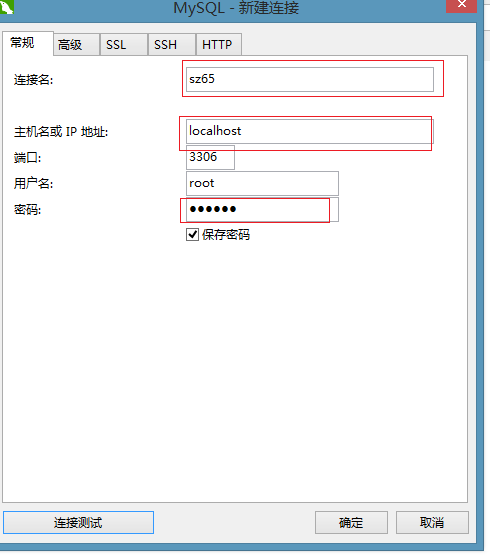 MySQL - 新建连接
常规 高级 SSL SSH HTTP
连接名: sz65
主机名或 IP 地址: localhost
端口: 3306
用户名: root
密码: ●●●●●●
保存密码
连接测试 确定 取消